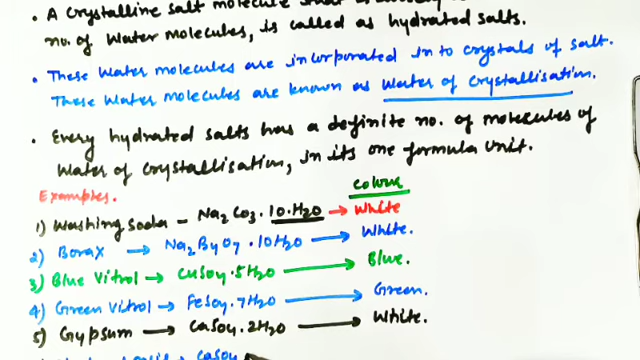 • A crystalline salt molecule that
no. of water molecules, is called as hydrated salts.
• These water molecules are incorporated in to crystals of salt.
These water molecules are known as water of crystallisation.
• Every hydrated salts has a definite no. of molecules of
water of crystallisation, in its one formula unit.
Examples. Colour
1) Washing Soda – Na2CO3 . 10.H2O → White
2) Borax → Na2B4O7 . 10H2O → White.
3) Blue Vitrol → CuSO4 . 5H2O → Blue.
4) Green Vitrol → FeSO4 . 7H2O → Green.
5) Gypsum → CaSO4 . 2H2O → White.
CaSO4